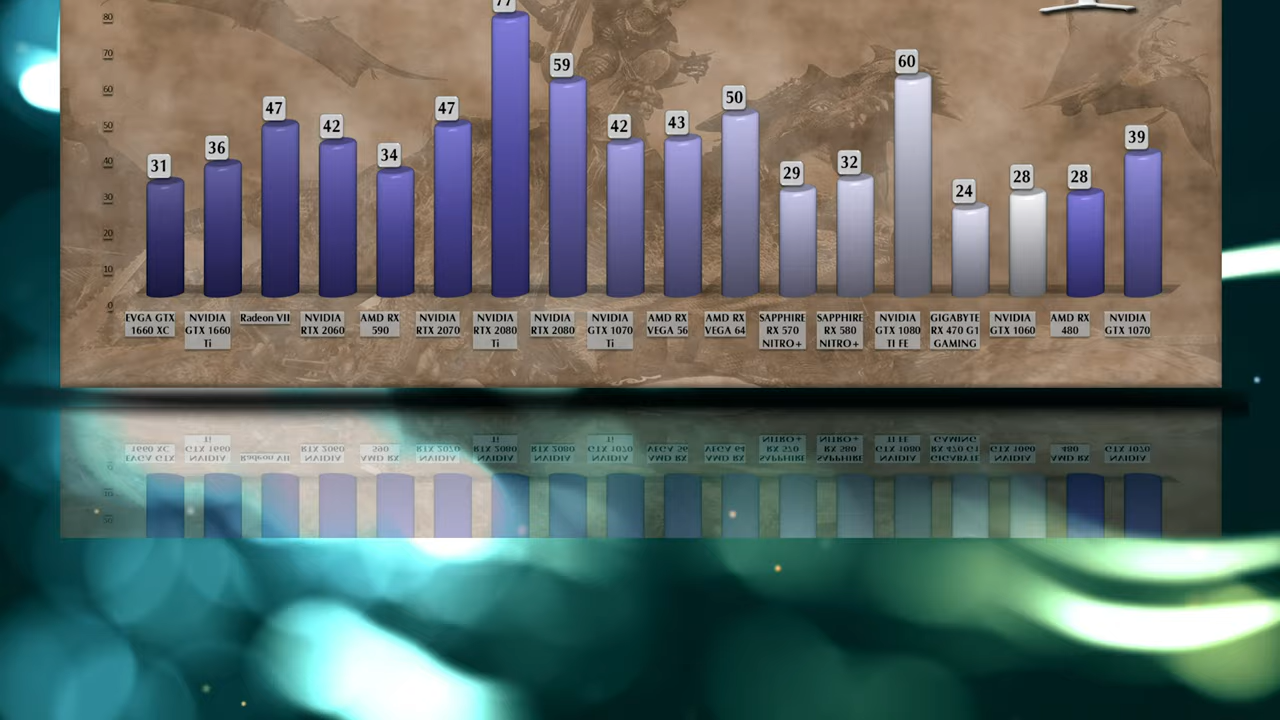 77
80
70
60
50
40
30
20
10
0
31
36
47
42
34
47
59
42
43
50
29
32
60
24
28
28
39
EVGA GTX
1660 XC
NVIDIA
GTX 1660
Ti
Radeon VII
NVIDIA
RTX 2060
AMD RX
590
NVIDIA
RTX 2070
NVIDIA
RTX 2080
Ti
NVIDIA
RTX 2080
NVIDIA
GTX 1070
Ti
AMD RX
VEGA 56
AMD RX
VEGA 64
SAPPHIRE
RX 570
NITRO+
SAPPHIRE
RX 580
NITRO+
NVIDIA
GTX 1080
TI FE
GIGABYTE
RX 470 G1
GAMING
NVIDIA
GTX 1060
AMD RX
480
NVIDIA
GTX 1070